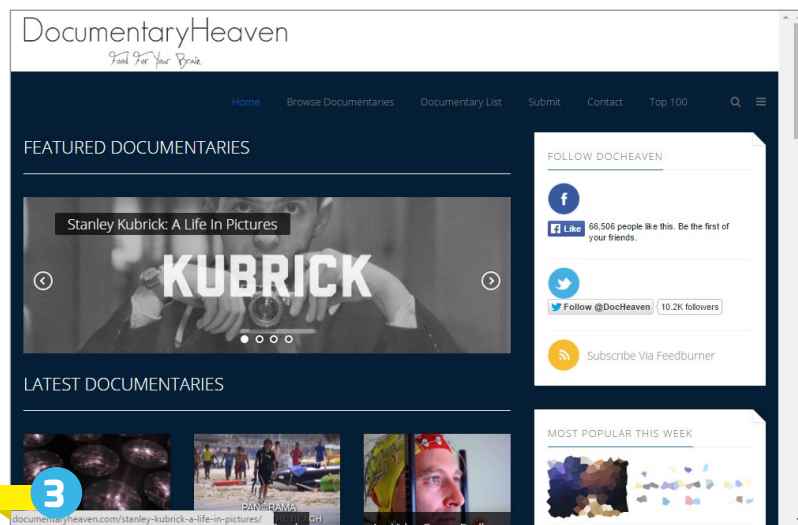 DocumentaryHeaven
Food For Your Brain
Home Browse Documentaries Documentary List Submit Contact Top 100
FEATURED DOCUMENTARIES
Stanley Kubrick: A Life In Pictures
KUBRICK
LATEST DOCUMENTARIES
PANORAMA
THE BEACH
FOLLOW DOCHEAVEN
f
Like 66,506 people like this. Be the first of
your friends.
Follow @DocHeaven 10.2K followers
Subscribe Via Feedburner
MOST POPULAR THIS WEEK
3
documentaryheaven.com/stanley-kubrick-a-life-in-pictures/